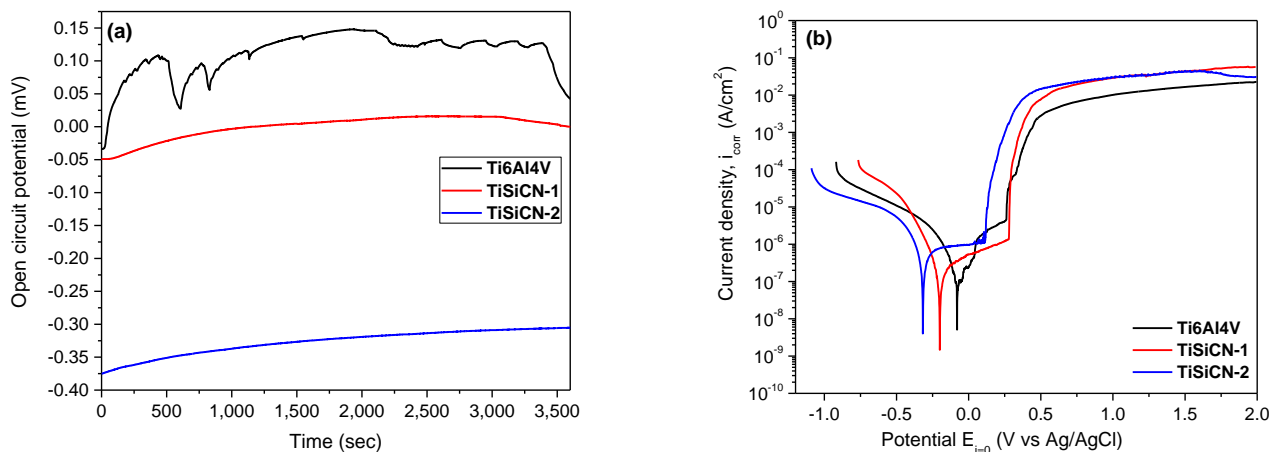 (a)
Open circuit potential (mV)
0.15
0.10
0.05
0.00
-0.05
-0.10
-0.15
-0.20
-0.25
-0.30
-0.35
-0.40
Ti6Al4V
TiSiCN-1
TiSiCN-2
0 500 1,000 1,500 2,000 2,500 3,000 3,500
Time (sec)
(b)
Current density, i_corr (A/cm²)
10⁰
10⁻¹
10⁻²
10⁻³
10⁻⁴
10⁻⁵
10⁻⁶
10⁻⁷
10⁻⁸
10⁻⁹
10⁻¹⁰
Ti6Al4V
TiSiCN-1
TiSiCN-2
-1.0 -0.5 0.0 0.5 1.0 1.5 2.0
Potential E_i=0 (V vs Ag/AgCl)